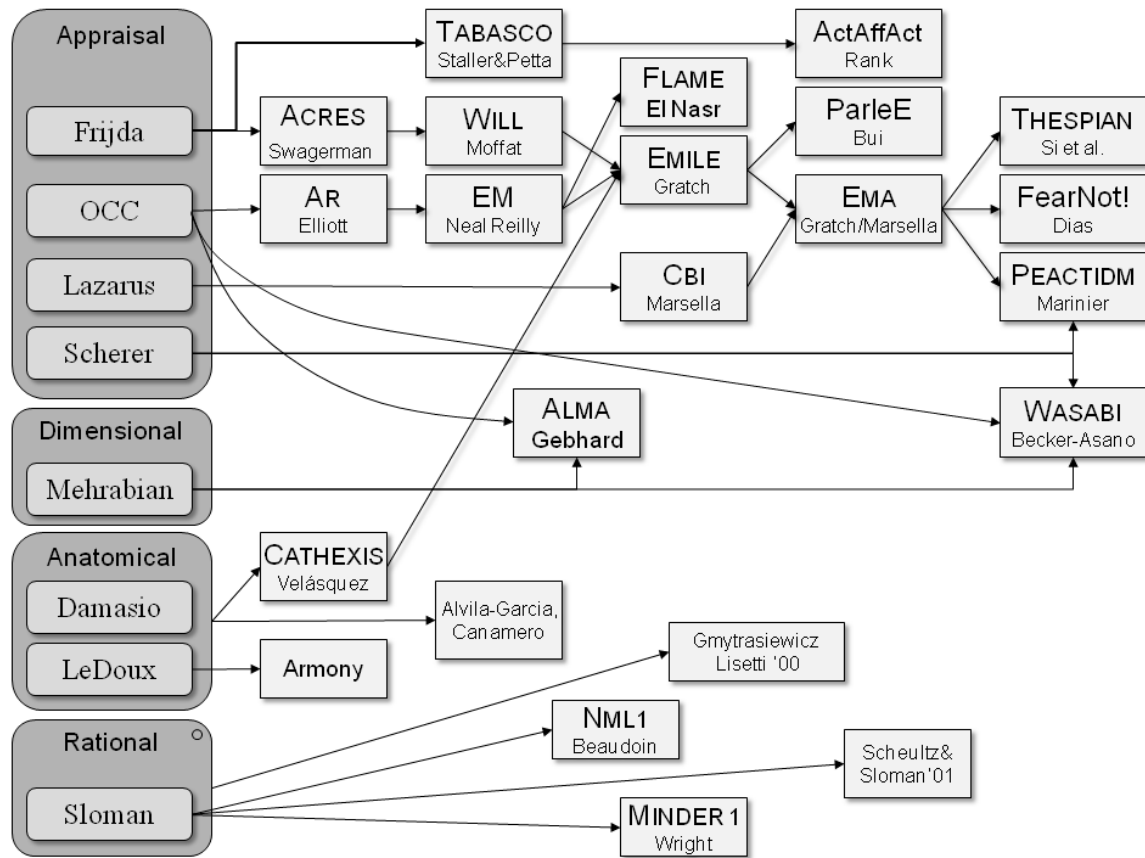 Appraisal
Frijda
OCC
Lazarus
Scherer
Dimensional
Mehrabian
Anatomical
Damasio
LeDoux
Rational
Sloman
TABASCO
Staller&Petta
ActAffAct
Rank
FLAME
El Nasr
ACRES
Swagerman
WILL
Moffat
EMILE
Gratch
ParleE
Bui
THESPIAN
Si et al.
AR
Elliott
EM
Neal Reilly
EMA
Gratch/Marsella
FearNot!
Dias
CBI
Marsella
PEACTIDM
Marinier
ALMA
Gebhard
WASABI
Becker-Asano
CATHEXIS
Velásquez
Alvila-Garcia,
Canamero
Armony
Gmytrasiewicz
Lisetti '00
NML1
Beaudoin
Scheultz&
Sloman'01
MINDER1
Wright